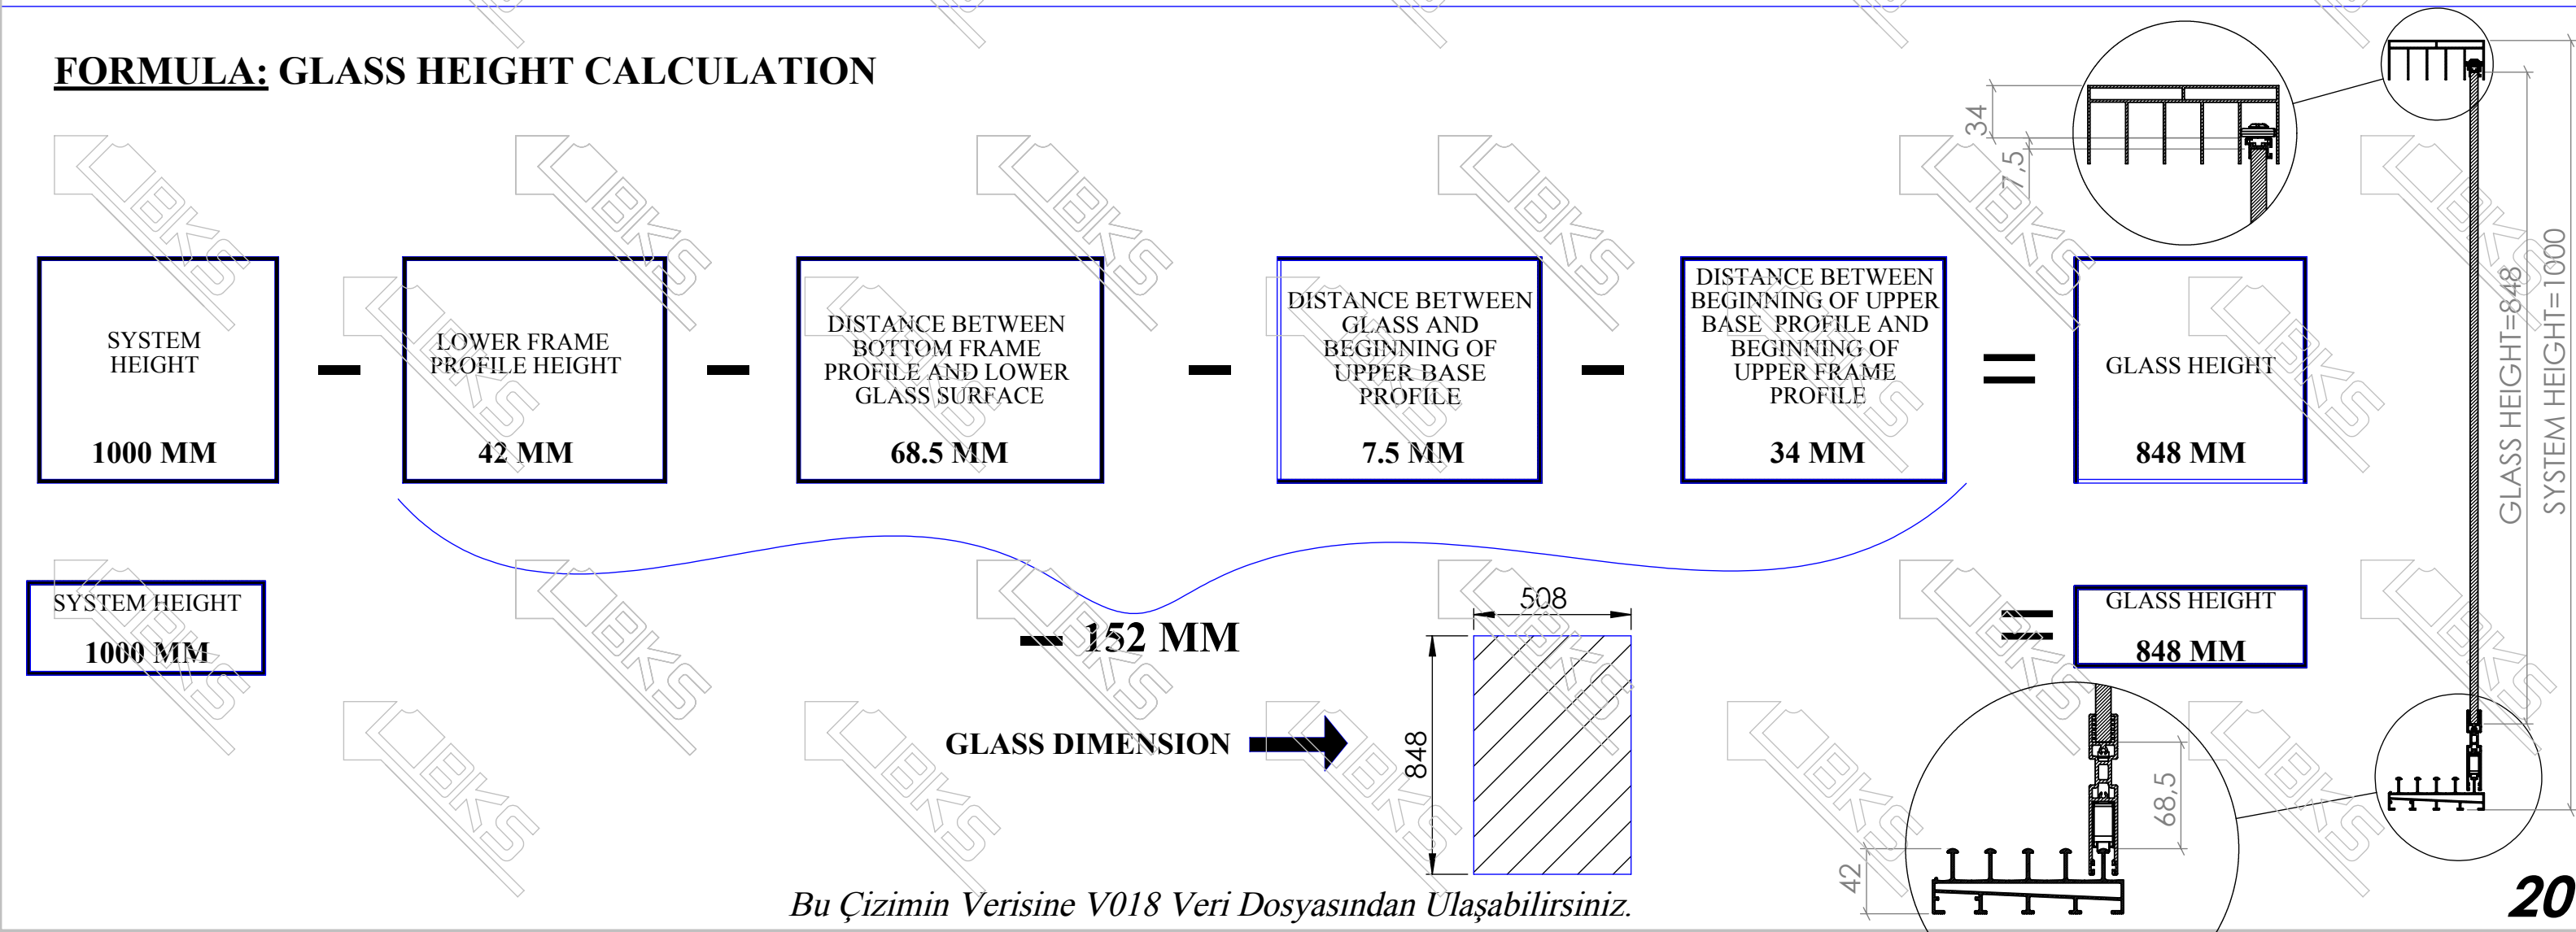 FORMULA: GLASS HEIGHT CALCULATION
34
7,5
SYSTEM
HEIGHT
1000 MM
LOWER FRAME
PROFILE HEIGHT
42 MM
DISTANCE BETWEEN
BOTTOM FRAME
PROFILE AND LOWER
GLASS SURFACE
68.5 MM
DISTANCE BETWEEN
GLASS AND
BEGINNING OF
UPPER BASE
PROFILE
7.5 MM
DISTANCE BETWEEN
BEGINNING OF UPPER
BASE PROFILE AND
BEGINNING OF
UPPER FRAME
PROFILE
34 MM
=
GLASS HEIGHT
848 MM
GLASS HEIGHT=848
SYSTEM HEIGHT=1000
SYSTEM HEIGHT
1000 MM
- 152 MM
=
GLASS HEIGHT
848 MM
GLASS DIMENSION
508
848
68,5
42
Bu Çizimin Verisine V018 Veri Dosyasından Ulaşabilirsiniz.
20
BKS